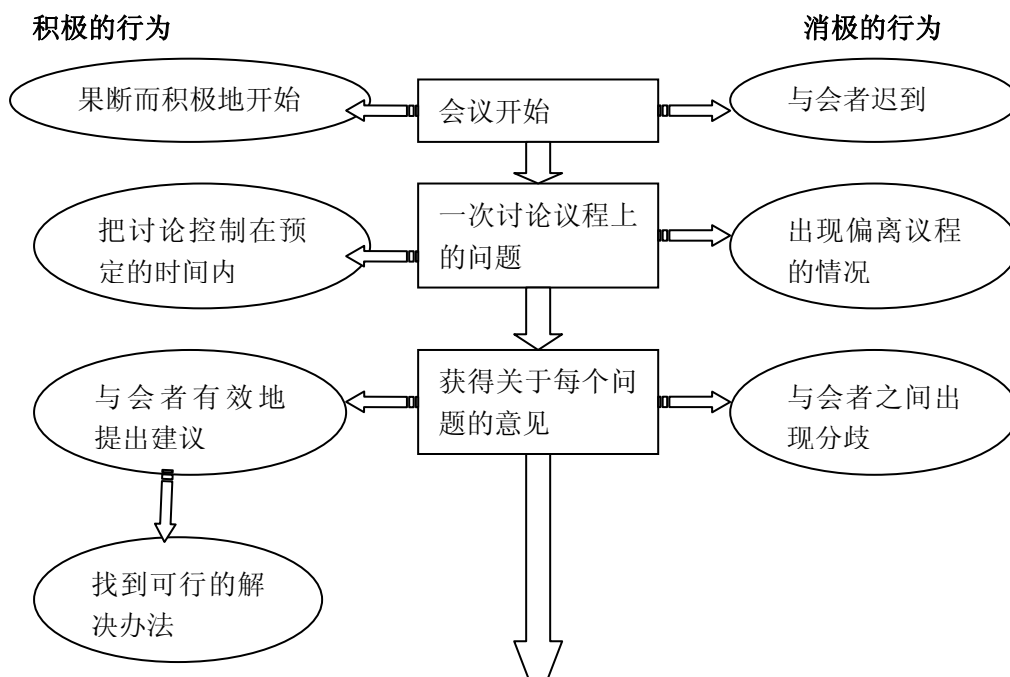 积极的行为
消极的行为
果断而积极地开始
会议开始
与会者迟到
把讨论控制在预
定的时间内
一次讨论议程上
的问题
出现偏离议程
的情况
与会者有效地
提出建议
获得关于每个问
题的意见
与会者之间出
现分歧
找到可行的解
决办法